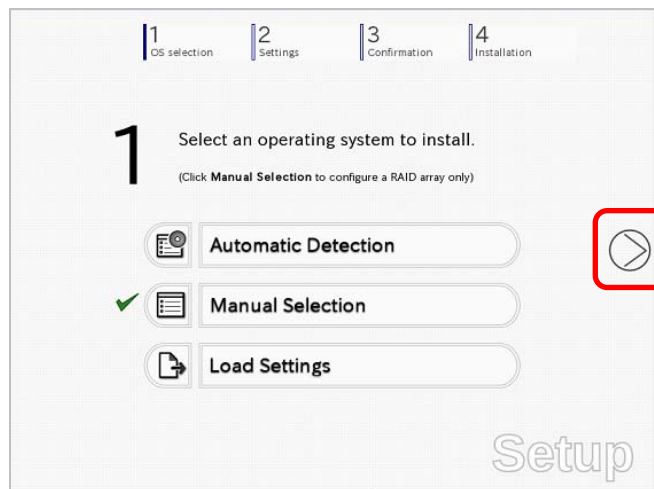 1 2 3 4
OS selection Settings Confirmation Installation
1 Select an operating system to install.
(Click Manual Selection to configure a RAID array only)
Automatic Detection
Manual Selection
Load Settings
Setup